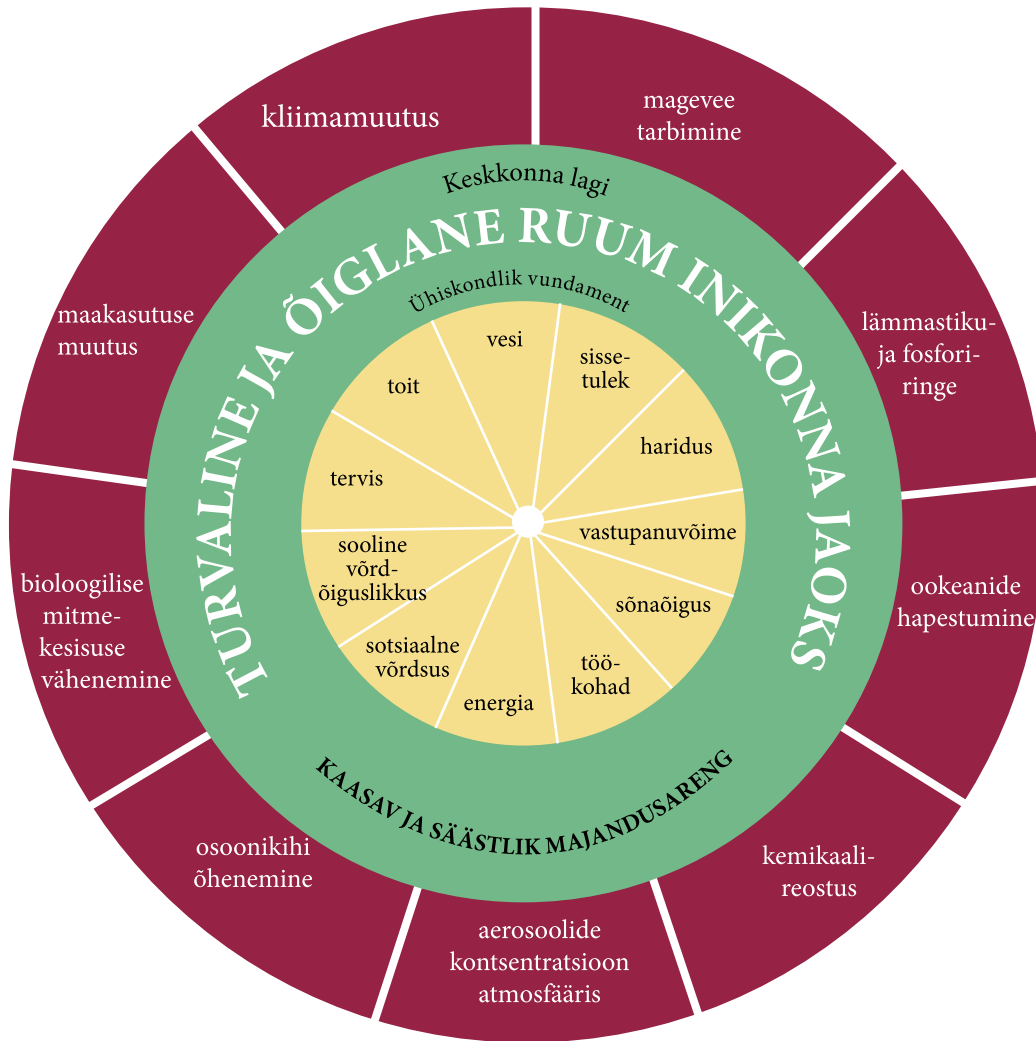 kliimamuutus
magevee
tarbimine
lämmastiku-
ja fosfori-
ringe
ookeanide
hapestumine
kemikaali-
reostus
aerosoolide
kontsentratsioon
atmosfääris
osoonikihi
õhenemine
bioloogilise
mitme-
kesisuse
vähenemine
maakasutuse
muutus
Keskkonna lagi
TURVALINE JA ÕIGLANE RUUM INIKONNA JAOKS
Ühiskondlik vundament
vesi
sisse-
tulek
haridus
vastupanuvõime
sõnaõigus
töö-
kohad
energia
sotsiaalne
võrdsus
sooline
võrd-
õiguslikkus
tervis
toit
KAASAV JA SÄÄSTLIK MAJANDUSARENG